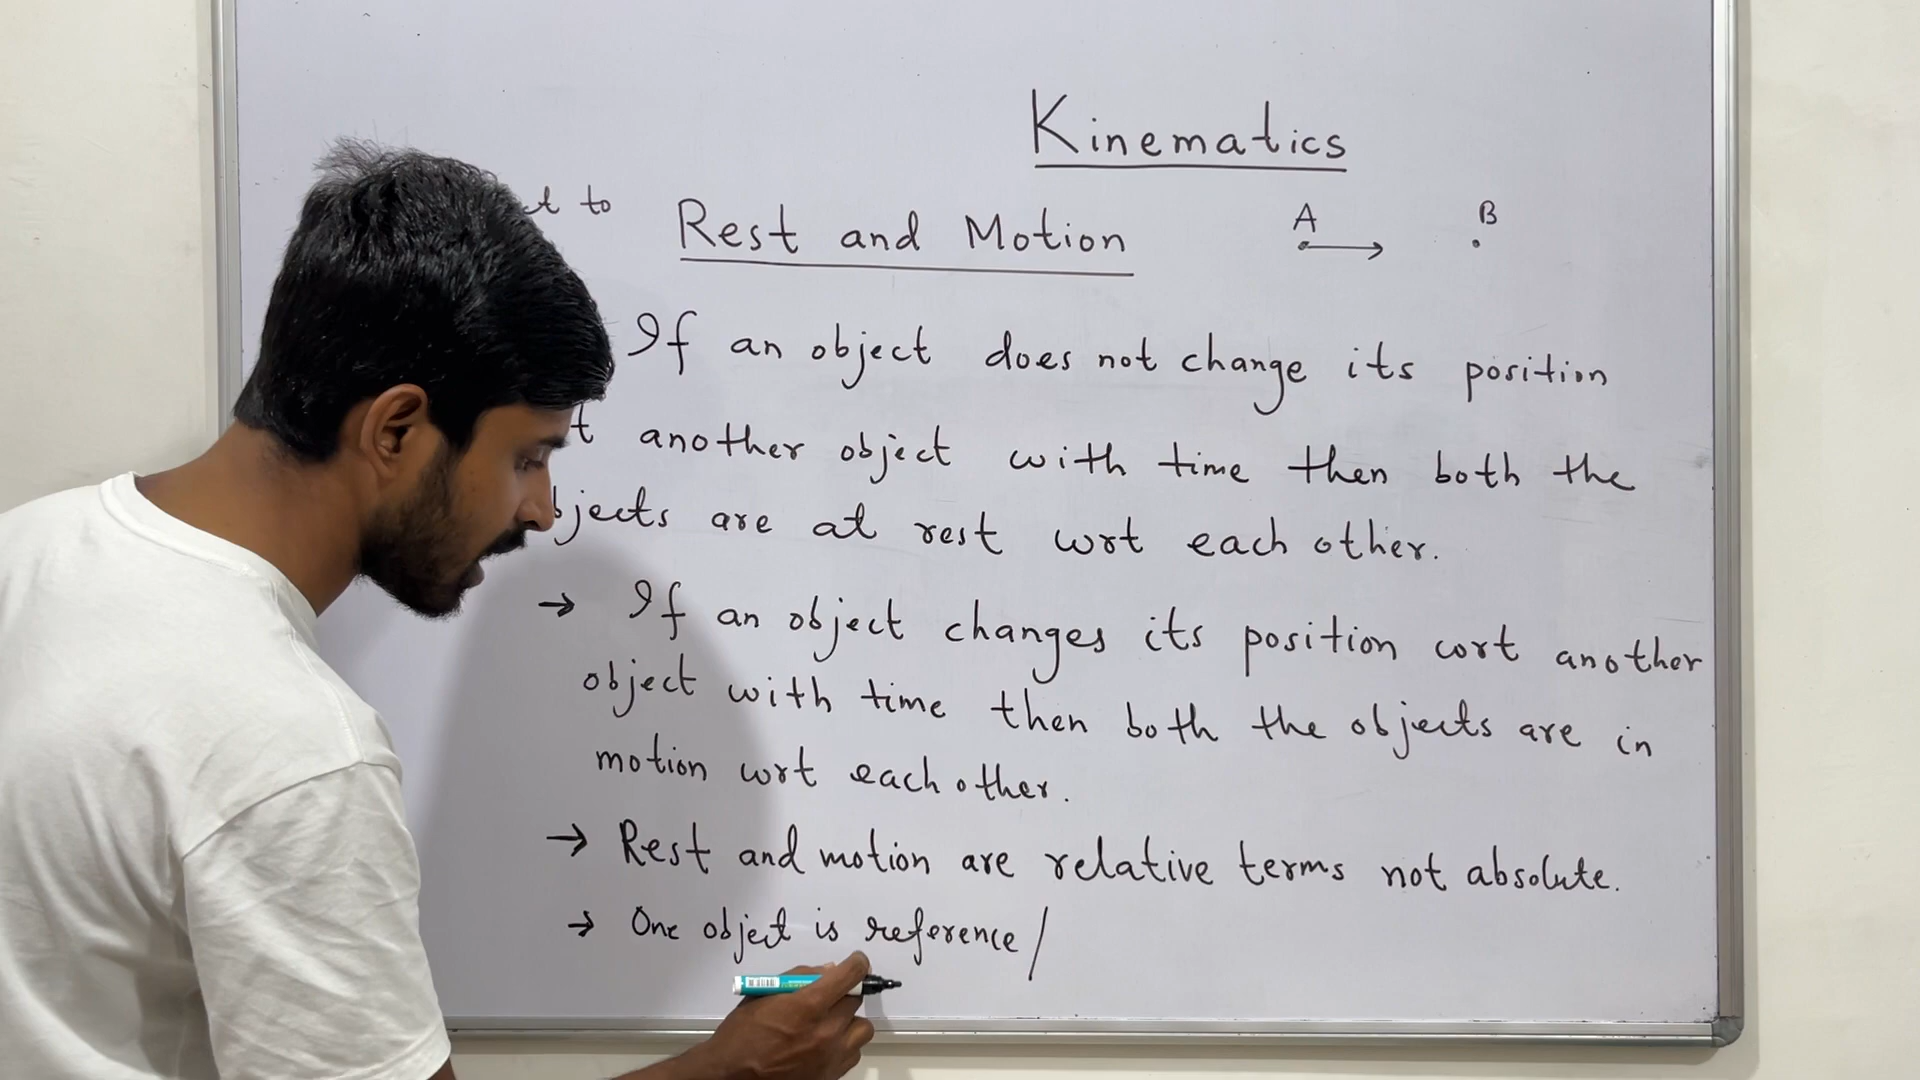 Kinematics
to
Rest and Motion
A B
If an object does not change its position
another object with time then both the
are at rest wrt each other.
→ If an object changes its position wrt another
object with time then both the objects are in
motion wrt each other.
→ Rest and motion are relative terms not absolute.
→ One object is reference /